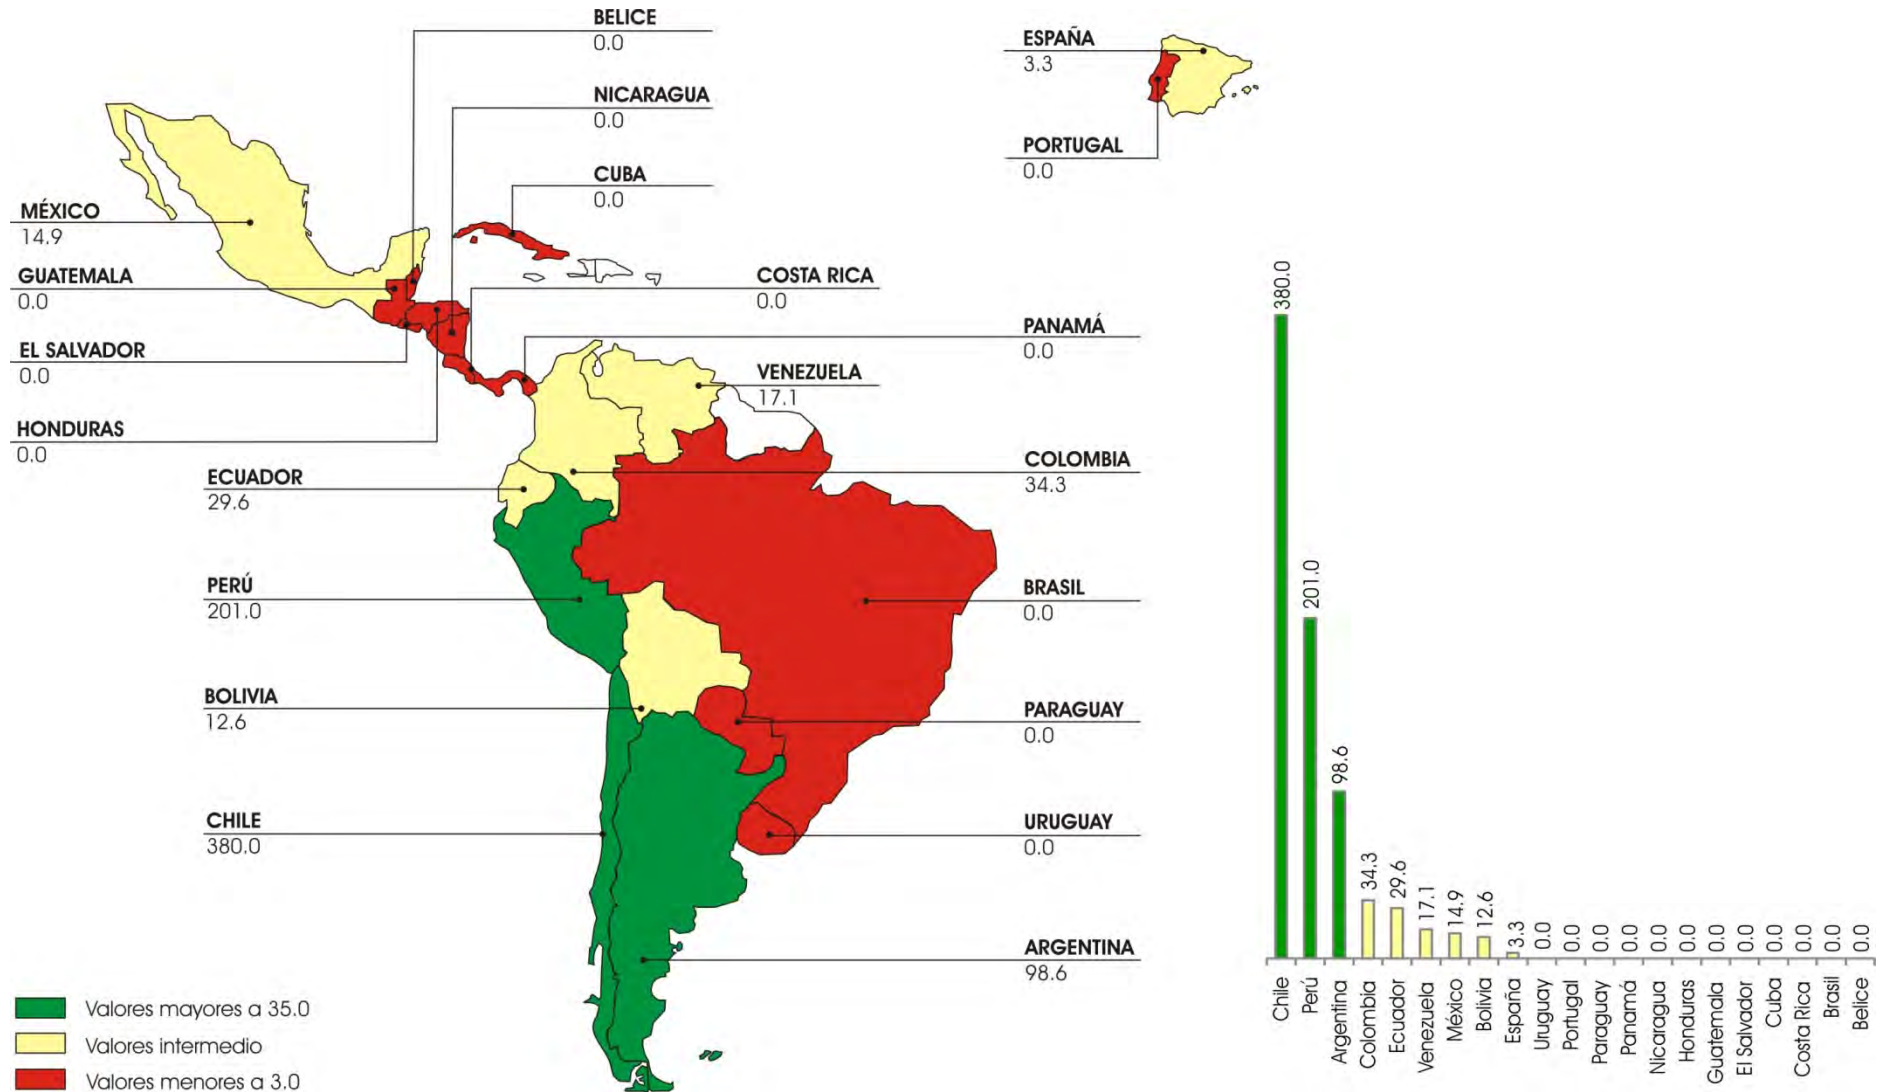 BELICE
0.0
NICARAGUA
0.0
CUBA
0.0
MÉXICO
14.9
GUATEMALA
0.0
EL SALVADOR
0.0
HONDURAS
0.0
ECUADOR
29.6
PERÚ
201.0
BOLIVIA
12.6
CHILE
380.0
ESPAÑA
3.3
PORTUGAL
0.0
COSTA RICA
0.0
PANAMÁ
0.0
VENEZUELA
17.1
COLOMBIA
34.3
BRASIL
0.0
PARAGUAY
0.0
URUGUAY
0.0
ARGENTINA
98.6
Valores mayores a 35.0
Valores intermedio
Valores menores a 3.0
380.0
201.0
98.6
34.3
29.6
17.1
14.9
12.6
3.3
0.0
0.0
0.0
0.0
0.0
0.0
0.0
0.0
0.0
0.0
0.0
0.0
Chile
Perú
Argentina
Colombia
Ecuador
Venezuela
México
Bolivia
España
Uruguay
Portugal
Paraguay
Panamá
Nicaragua
Honduras
Guatemala
El Salvador
Cuba
Costa Rica
Brasil
Belice